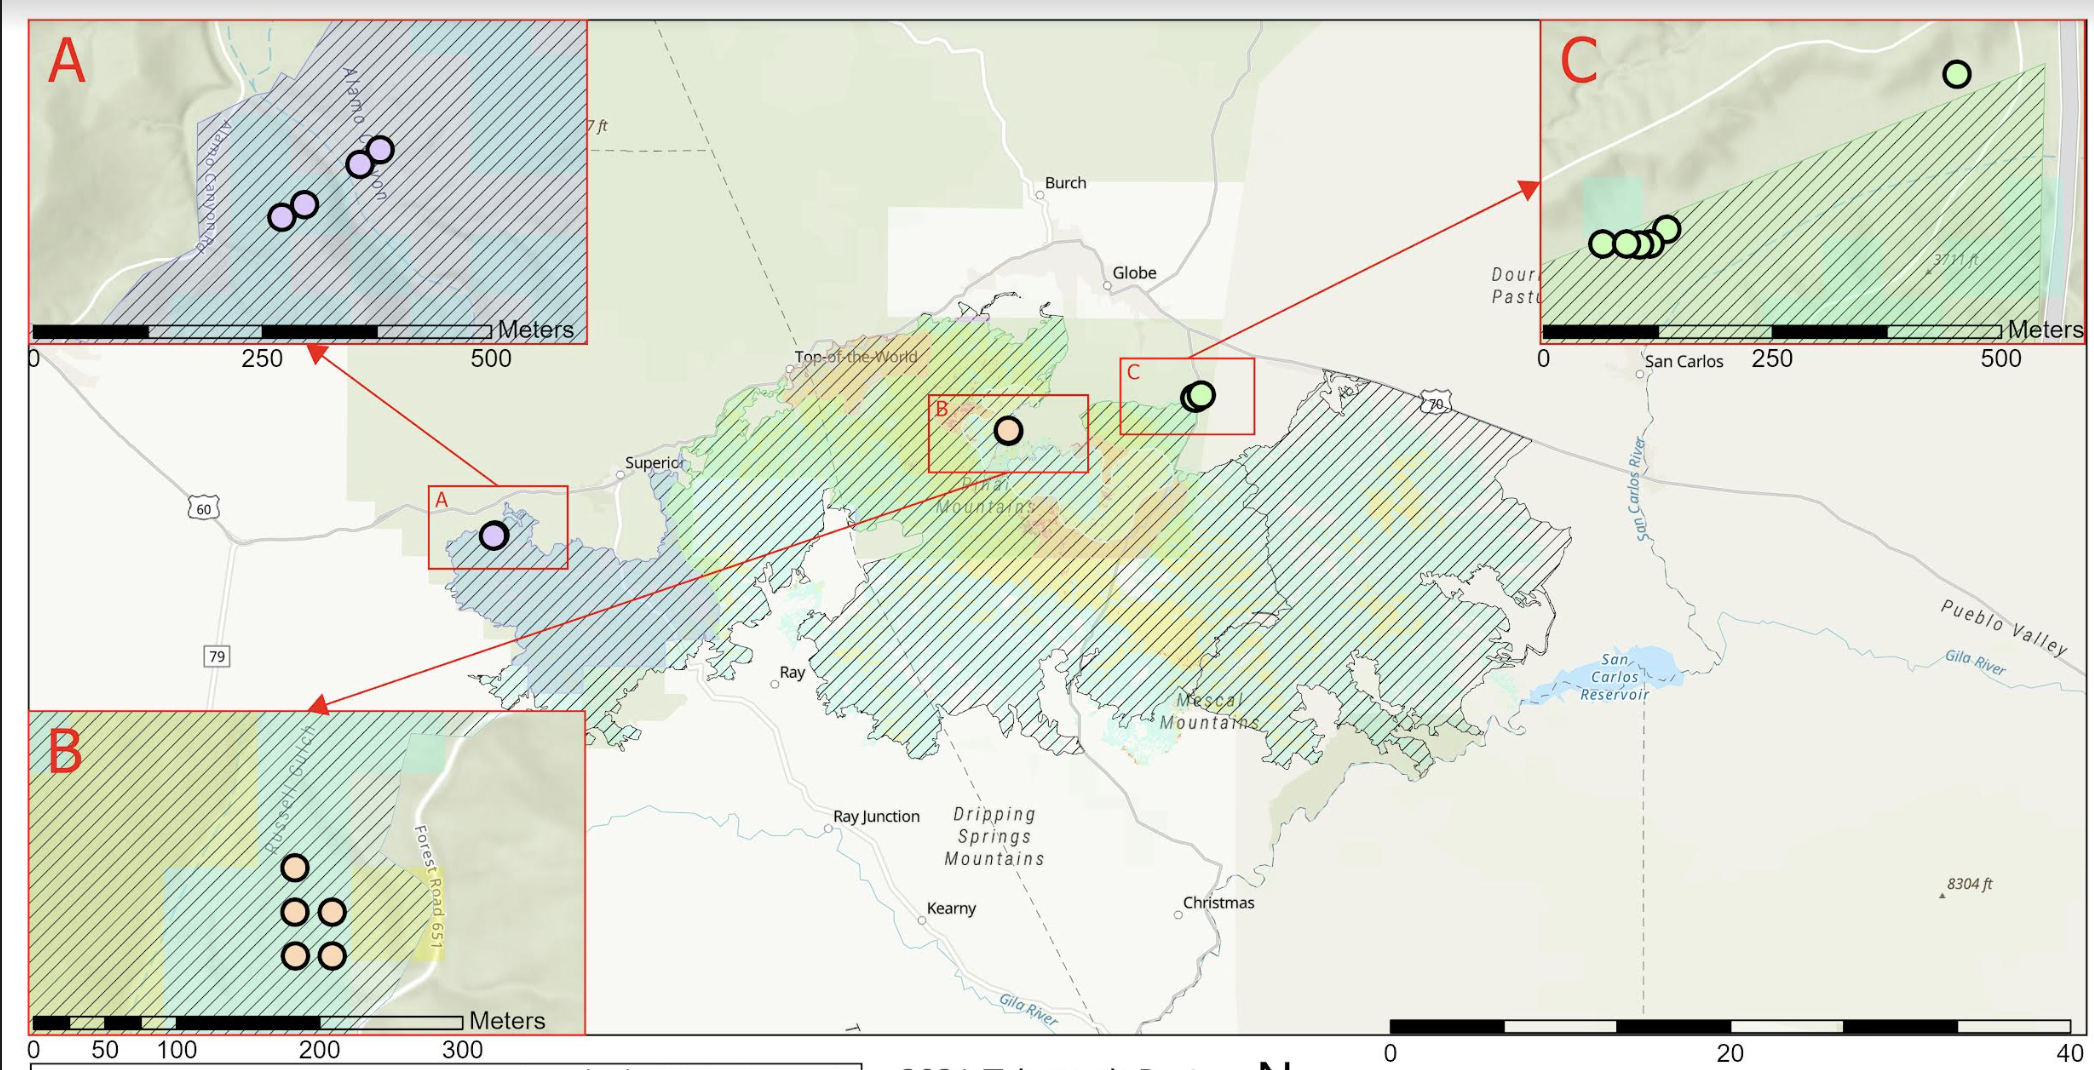 A
Alamo Canyon
Alamo Canyon Rd
Meters
0 250 500
7 ft
Burch
Globe
C
Dour
Pastu
3711 ft
Meters
0 250 500
San Carlos
Top-of-the-World
C
B
70
Superior
Pinal
Mountains
A
60
San Carlos River
79
Pueblo Valley
Gila River
San
Carlos
Reservoir
Ray
Mescal
Mountains
B
Russell Gulch
Forest Road 651
Ray Junction
Dripping
Springs
Mountains
Kearny
Christmas
8304 ft
Gila River
Meters
0 50 100 200 300
0 20 40
N